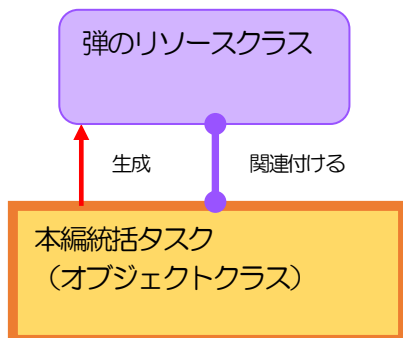 弾のリソースクラス
生成
関連付ける
本編統括タスク
（オブジェクトクラス）